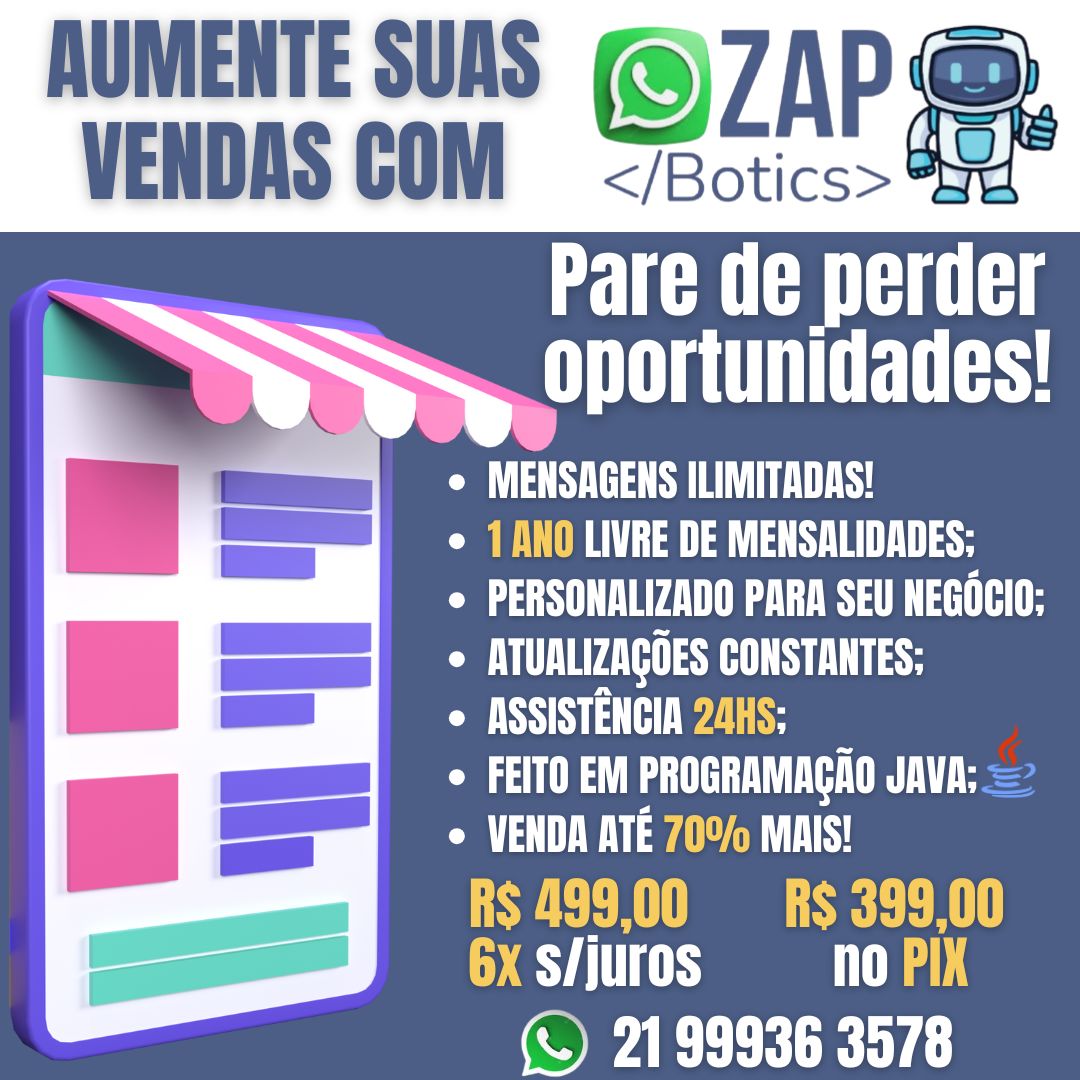 AUMENTE SUAS
VENDAS COM
ZAP
</Botics>
Pare de perder
oportunidades!
• MENSAGENS ILIMITADAS!
• 1 ANO LIVRE DE MENSALIDADES;
• PERSONALIZADO PARA SEU NEGÓCIO;
• ATUALIZAÇÕES CONSTANTES;
• ASSISTÊNCIA 24HS;
• FEITO EM PROGRAMAÇÃO JAVA;
• VENDA ATÉ 70% MAIS!
R$ 499,00
6x s/juros
R$ 399,00
no PIX
21 99936 3578